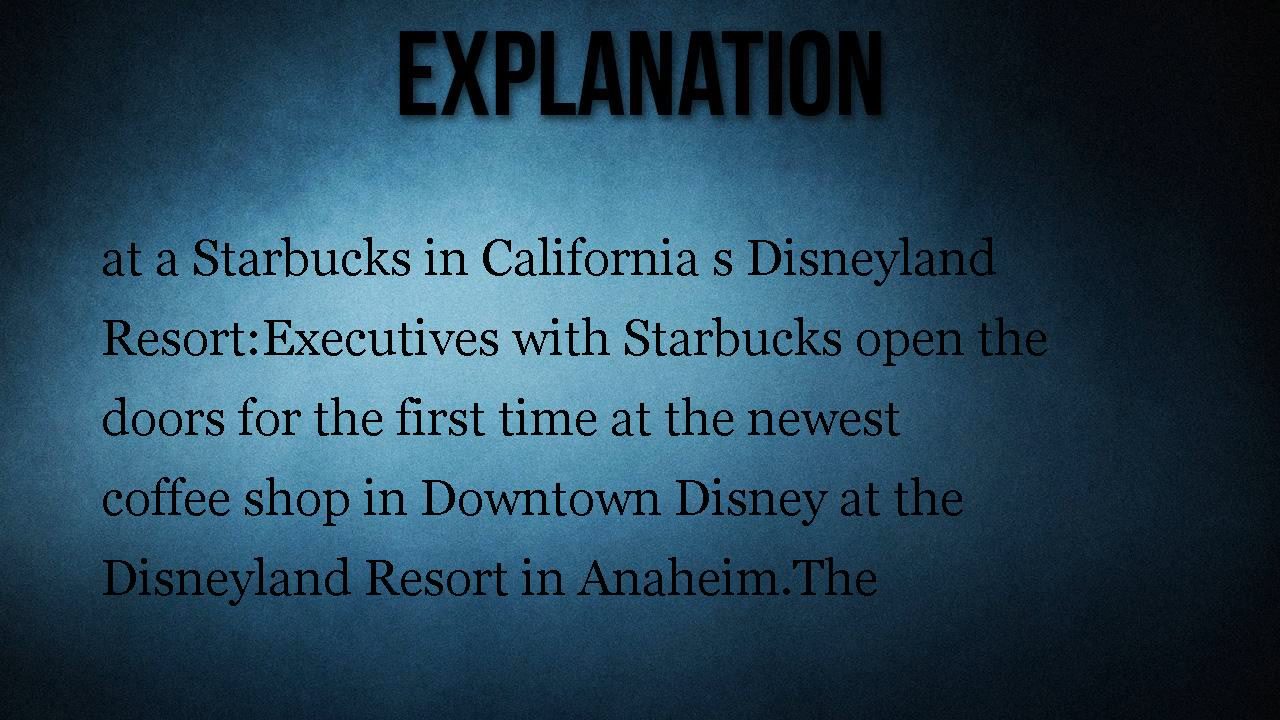 EXPLANATION
at a Starbucks in California s Disneyland
Resort:Executives with Starbucks open the
doors for the first time at the newest
coffee shop in Downtown Disney at the
Disneyland Resort in Anaheim.The